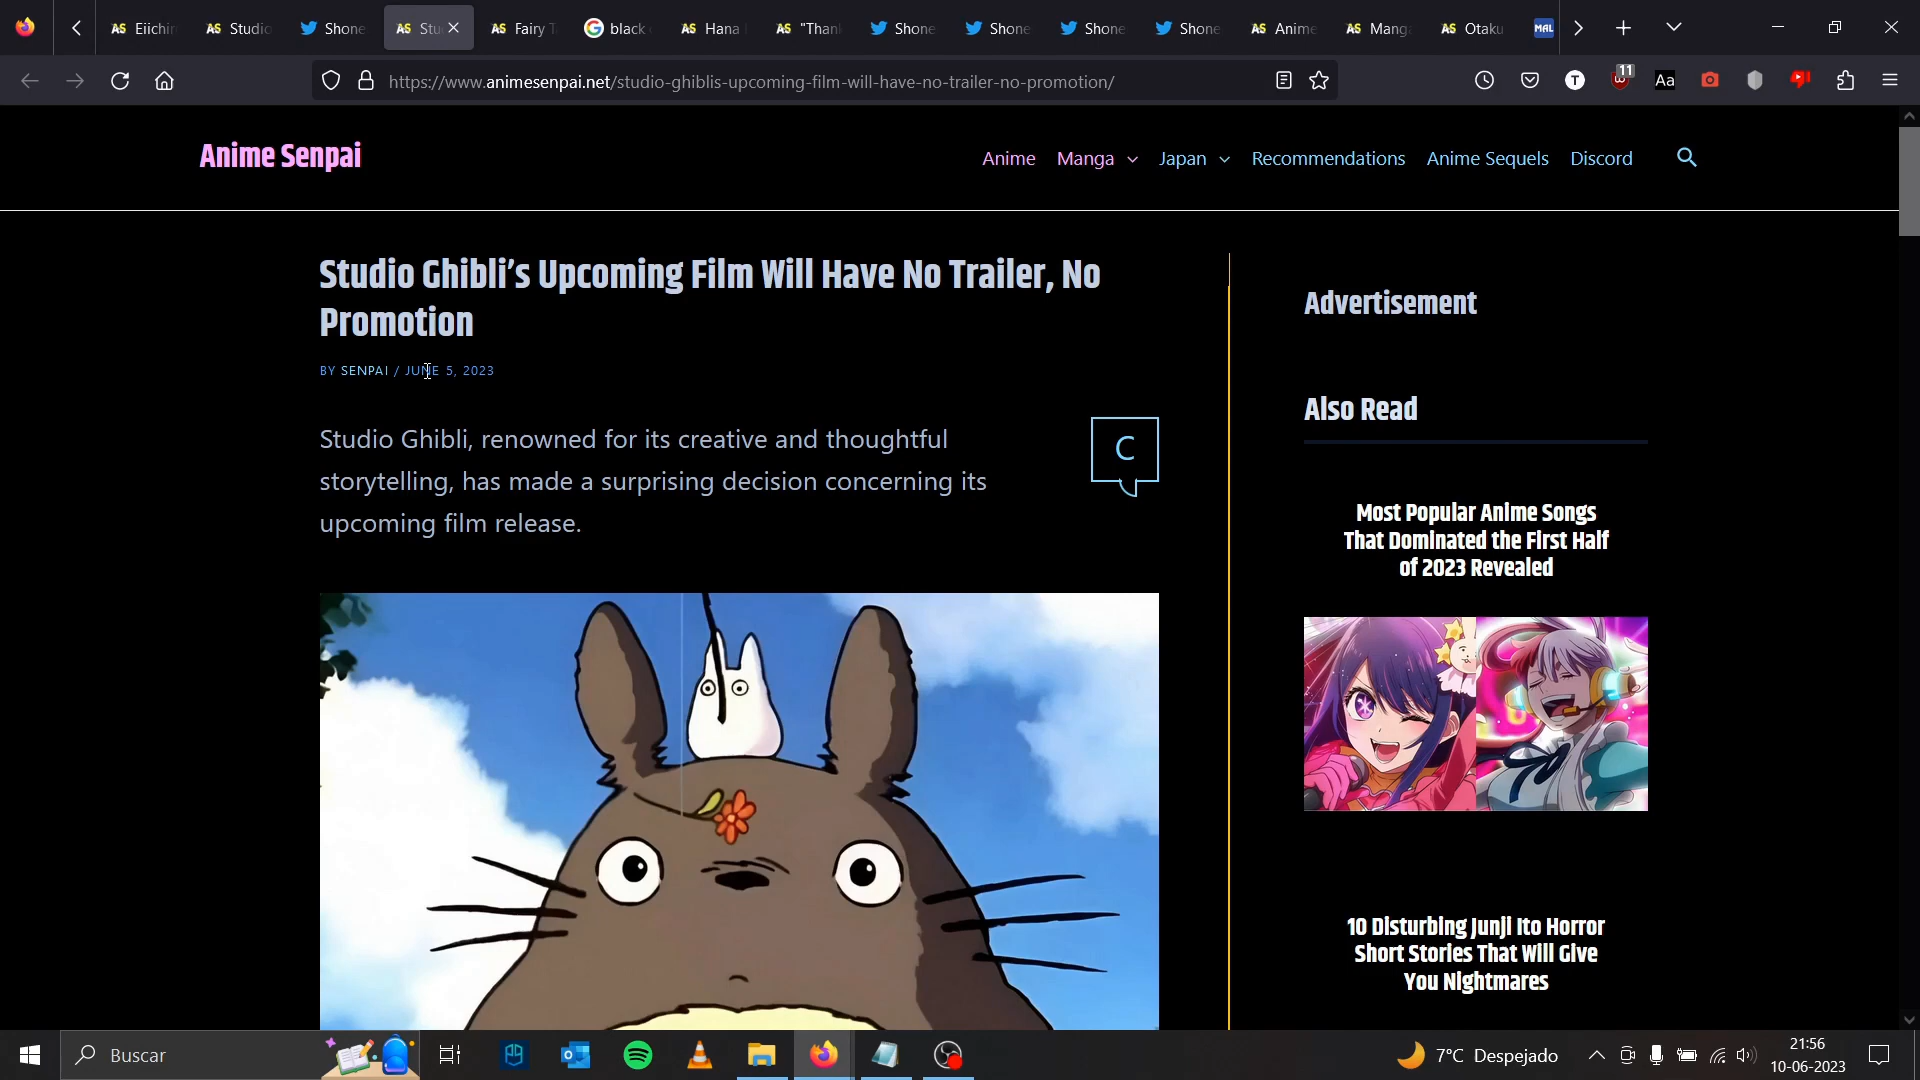 Eiichir
Studio
Shone
Stu
Fairy T
black
Hana
"Than
Shone
Shone
Shone
Shone
Anime
Manga
Otaku
MAL
https://www.animesenpai.net/studio-ghiblis-upcoming-film-will-have-no-trailer-no-promotion/
11
Aa
Anime Senpai
Anime Manga Japan Recommendations Anime Sequels Discord
Studio Ghibli’s Upcoming Film Will Have No Trailer, No
Promotion
BY SENPAI / JUNE 5, 2023
Studio Ghibli, renowned for its creative and thoughtful
storytelling, has made a surprising decision concerning its
upcoming film release.
C
Advertisement
Also Read
Most Popular Anime Songs
That Dominated the First Half
of 2023 Revealed
10 Disturbing Junji Ito Horror
Short Stories That Will Give
You Nightmares
Buscar
7°C Despejado
21:56
10-06-2023